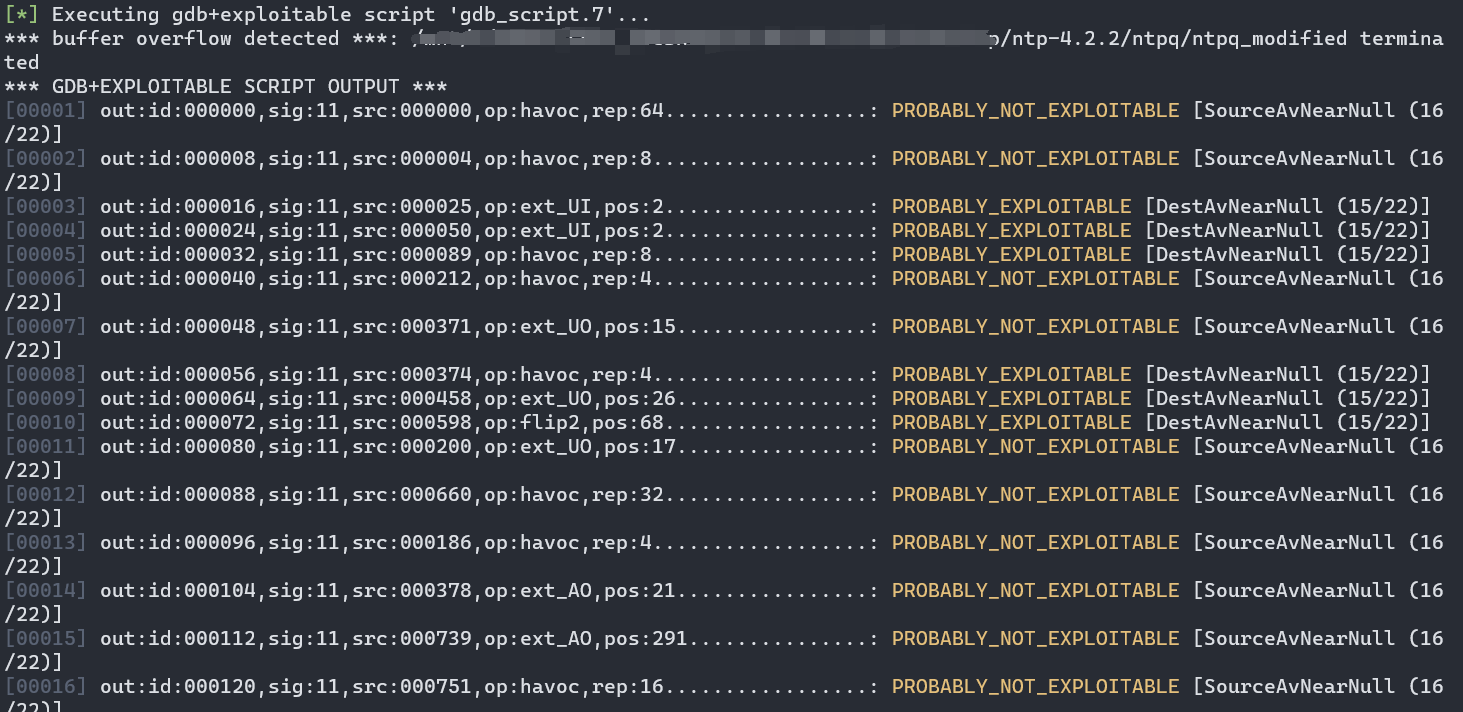 [*] Executing gdb+exploitable script 'gdb_script.7'...
*** buffer overflow detected ***: p/ntp-4.2.2/ntpq/ntpq_modified termina
ted
*** GDB+EXPLOITABLE SCRIPT OUTPUT ***
[00001] out:id:000000,sig:11,src:000000,op:havoc,rep:64.................: PROBABLY_NOT_EXPLOITABLE [SourceAvNearNull (16
/22)]
[00002] out:id:000008,sig:11,src:000004,op:havoc,rep:8..................: PROBABLY_NOT_EXPLOITABLE [SourceAvNearNull (16
/22)]
[00003] out:id:000016,sig:11,src:000025,op:ext_UI,pos:2.................: PROBABLY_EXPLOITABLE [DestAvNearNull (15/22)]
[00004] out:id:000024,sig:11,src:000050,op:ext_UI,pos:2.................: PROBABLY_EXPLOITABLE [DestAvNearNull (15/22)]
[00005] out:id:000032,sig:11,src:000089,op:havoc,rep:8..................: PROBABLY_EXPLOITABLE [DestAvNearNull (15/22)]
[00006] out:id:000040,sig:11,src:000212,op:havoc,rep:4..................: PROBABLY_NOT_EXPLOITABLE [SourceAvNearNull (16
/22)]
[00007] out:id:000048,sig:11,src:000371,op:ext_UO,pos:15................: PROBABLY_NOT_EXPLOITABLE [SourceAvNearNull (16
/22)]
[00008] out:id:000056,sig:11,src:000374,op:havoc,rep:4..................: PROBABLY_EXPLOITABLE [DestAvNearNull (15/22)]
[00009] out:id:000064,sig:11,src:000458,op:ext_UO,pos:26................: PROBABLY_EXPLOITABLE [DestAvNearNull (15/22)]
[00010] out:id:000072,sig:11,src:000598,op:flip2,pos:68.................: PROBABLY_EXPLOITABLE [DestAvNearNull (15/22)]
[00011] out:id:000080,sig:11,src:000200,op:ext_UO,pos:17................: PROBABLY_NOT_EXPLOITABLE [SourceAvNearNull (16
/22)]
[00012] out:id:000088,sig:11,src:000660,op:havoc,rep:32.................: PROBABLY_NOT_EXPLOITABLE [SourceAvNearNull (16
/22)]
[00013] out:id:000096,sig:11,src:000186,op:havoc,rep:4..................: PROBABLY_NOT_EXPLOITABLE [SourceAvNearNull (16
/22)]
[00014] out:id:000104,sig:11,src:000378,op:ext_AO,pos:21................: PROBABLY_NOT_EXPLOITABLE [SourceAvNearNull (16
/22)]
[00015] out:id:000112,sig:11,src:000739,op:ext_AO,pos:291...............: PROBABLY_NOT_EXPLOITABLE [SourceAvNearNull (16
/22)]
[00016] out:id:000120,sig:11,src:000751,op:havoc,rep:16.................: PROBABLY_NOT_EXPLOITABLE [SourceAvNearNull (16
/22)]